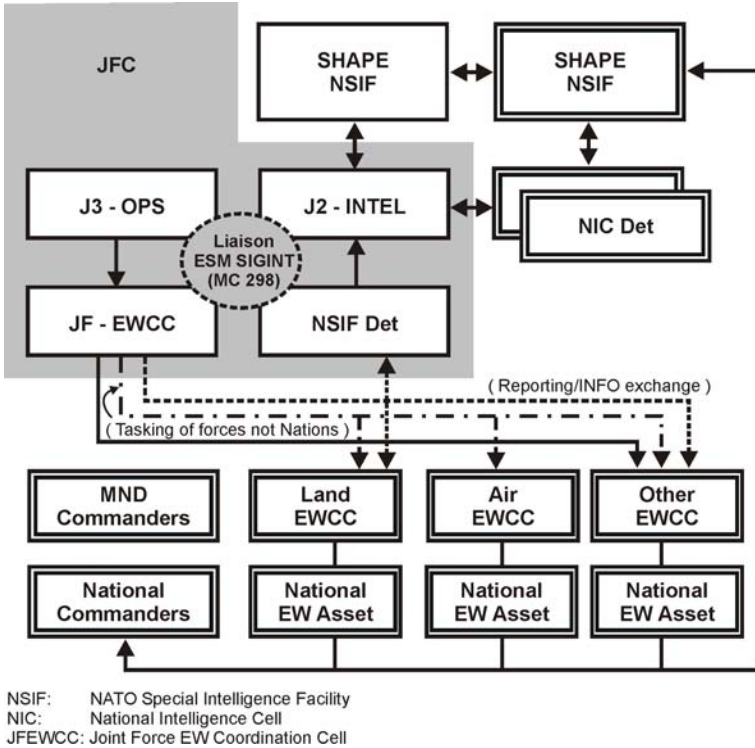 JFC
SHAPE
NSIF
SHAPE
NSIF
J3 - OPS
J2 - INTEL
NIC Det
Liaison
ESM SIGINT
(MC 298)
JF - EWCC
NSIF Det
( Reporting/INFO exchange )
( Tasking of forces not Nations )
MND
Commanders
Land
EWCC
Air
EWCC
Other
EWCC
National
Commanders
National
EW Asset
National
EW Asset
National
EW Asset
NSIF: NATO Special Intelligence Facility
NIC: National Intelligence Cell
JFEWCC: Joint Force EW Coordination Cell